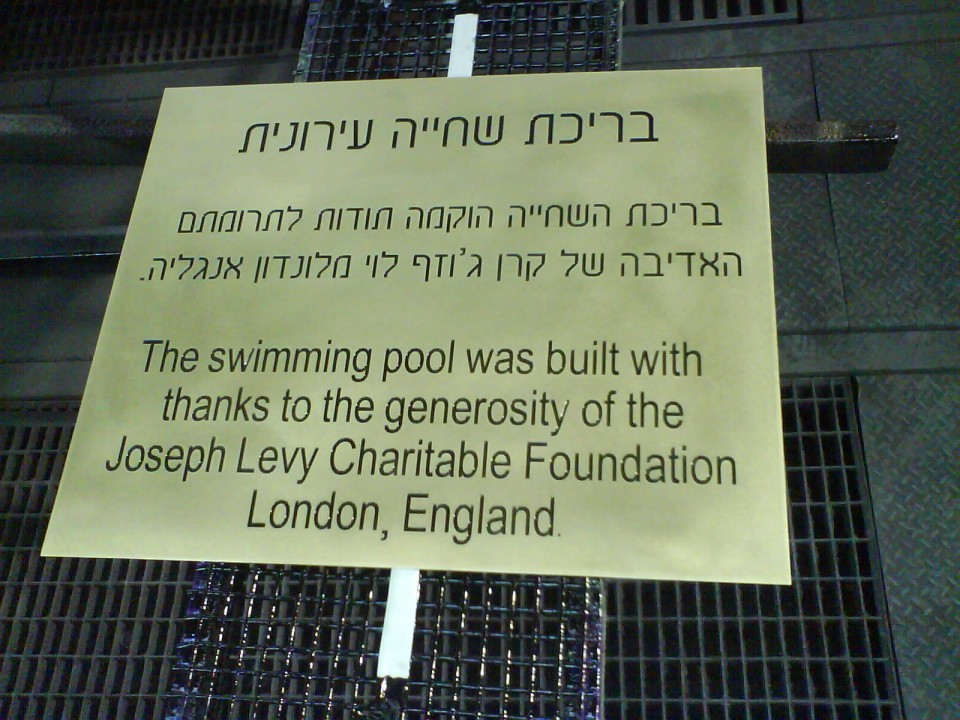 בריכת שחייה עירונית
בריכת השחייה הוקמה תודות לתרומתם
האדיבה של קרן ג'וזף לוי מלונדון אנגליה.
The swimming pool was built with
thanks to the generosity of the
Joseph Levy Charitable Foundation
London, England.